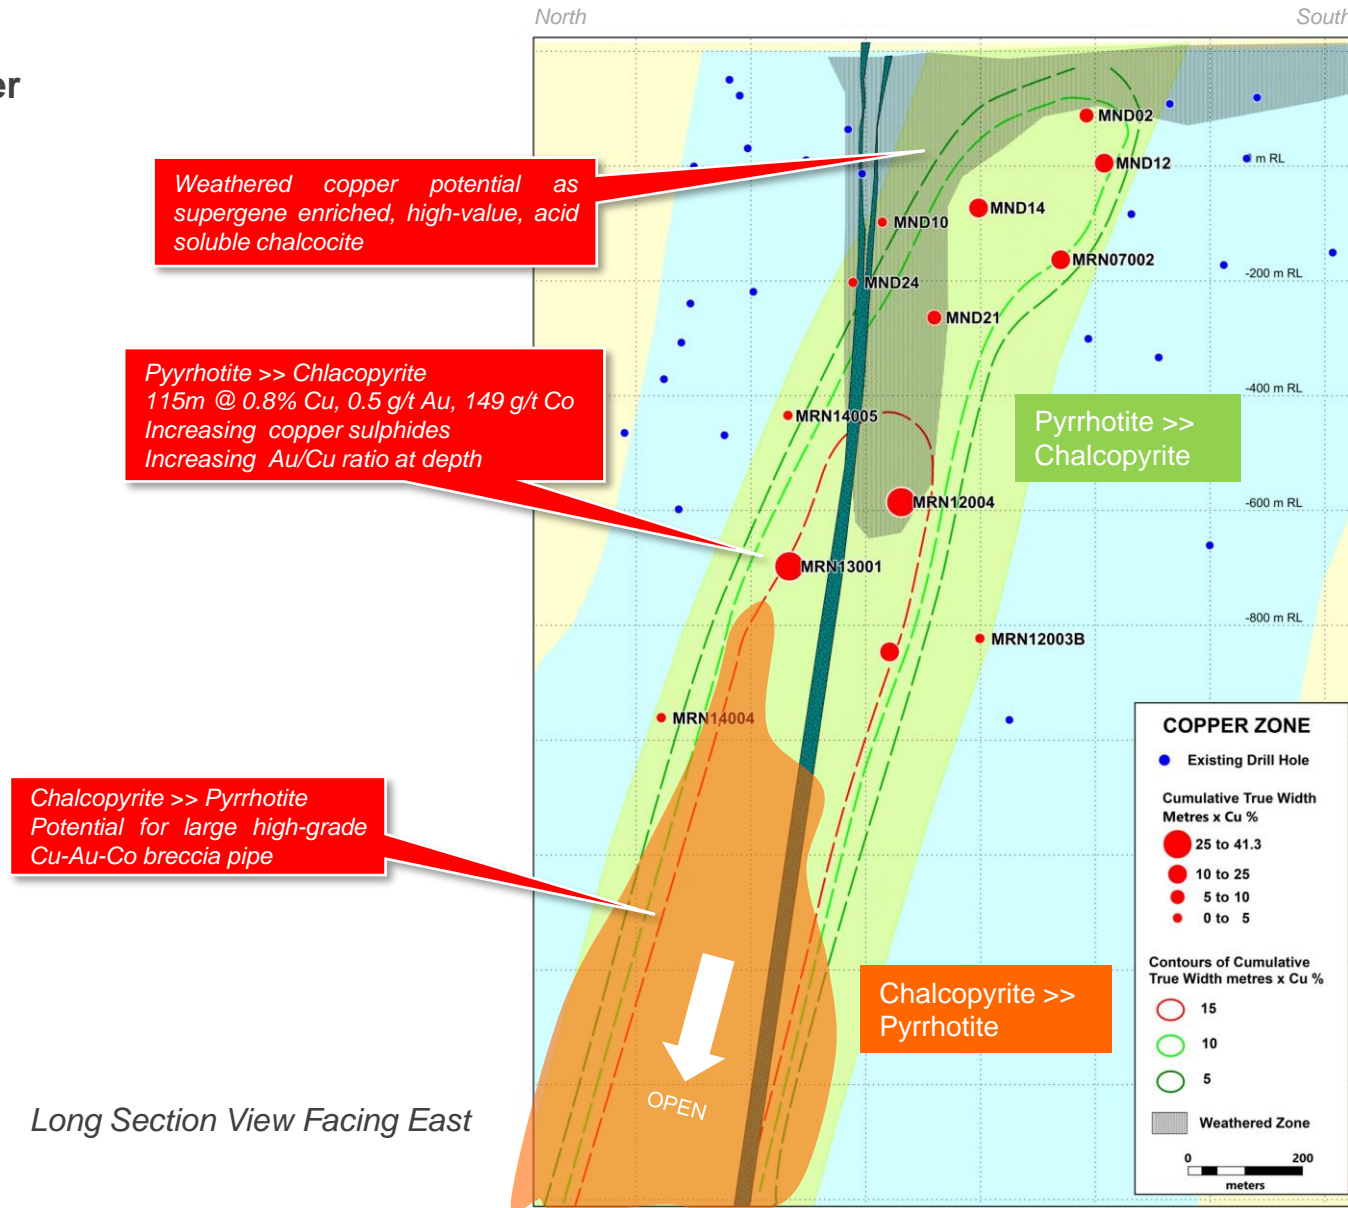 North
South
er
Weathered copper potential as
supergene enriched, high-value, acid
soluble chalcocite
MND02
m RL
MND12
MND14
MND10
MRN07002
-200 m RL
MND24
MND21
Pyyrhotite >> Chlacopyrite
115m @ 0.8% Cu, 0.5 g/t Au, 149 g/t Co
Increasing copper sulphides
Increasing Au/Cu ratio at depth
-400 m RL
MRN14005
Pyrrhotite >>
Chalcopyrite
MRN12004
-600 m RL
MRN13001
-800 m RL
MRN12003B
MRN14004
Chalcopyrite >> Pyrrhotite
Potential for large high-grade
Cu-Au-Co breccia pipe
Chalcopyrite >>
Pyrrhotite
OPEN
Long Section View Facing East
COPPER ZONE
Existing Drill Hole
Cumulative True Width
Metres x Cu %
25 to 41.3
10 to 25
5 to 10
0 to 5
Contours of Cumulative
True Width metres x Cu %
15
10
5
Weathered Zone
0 200
meters